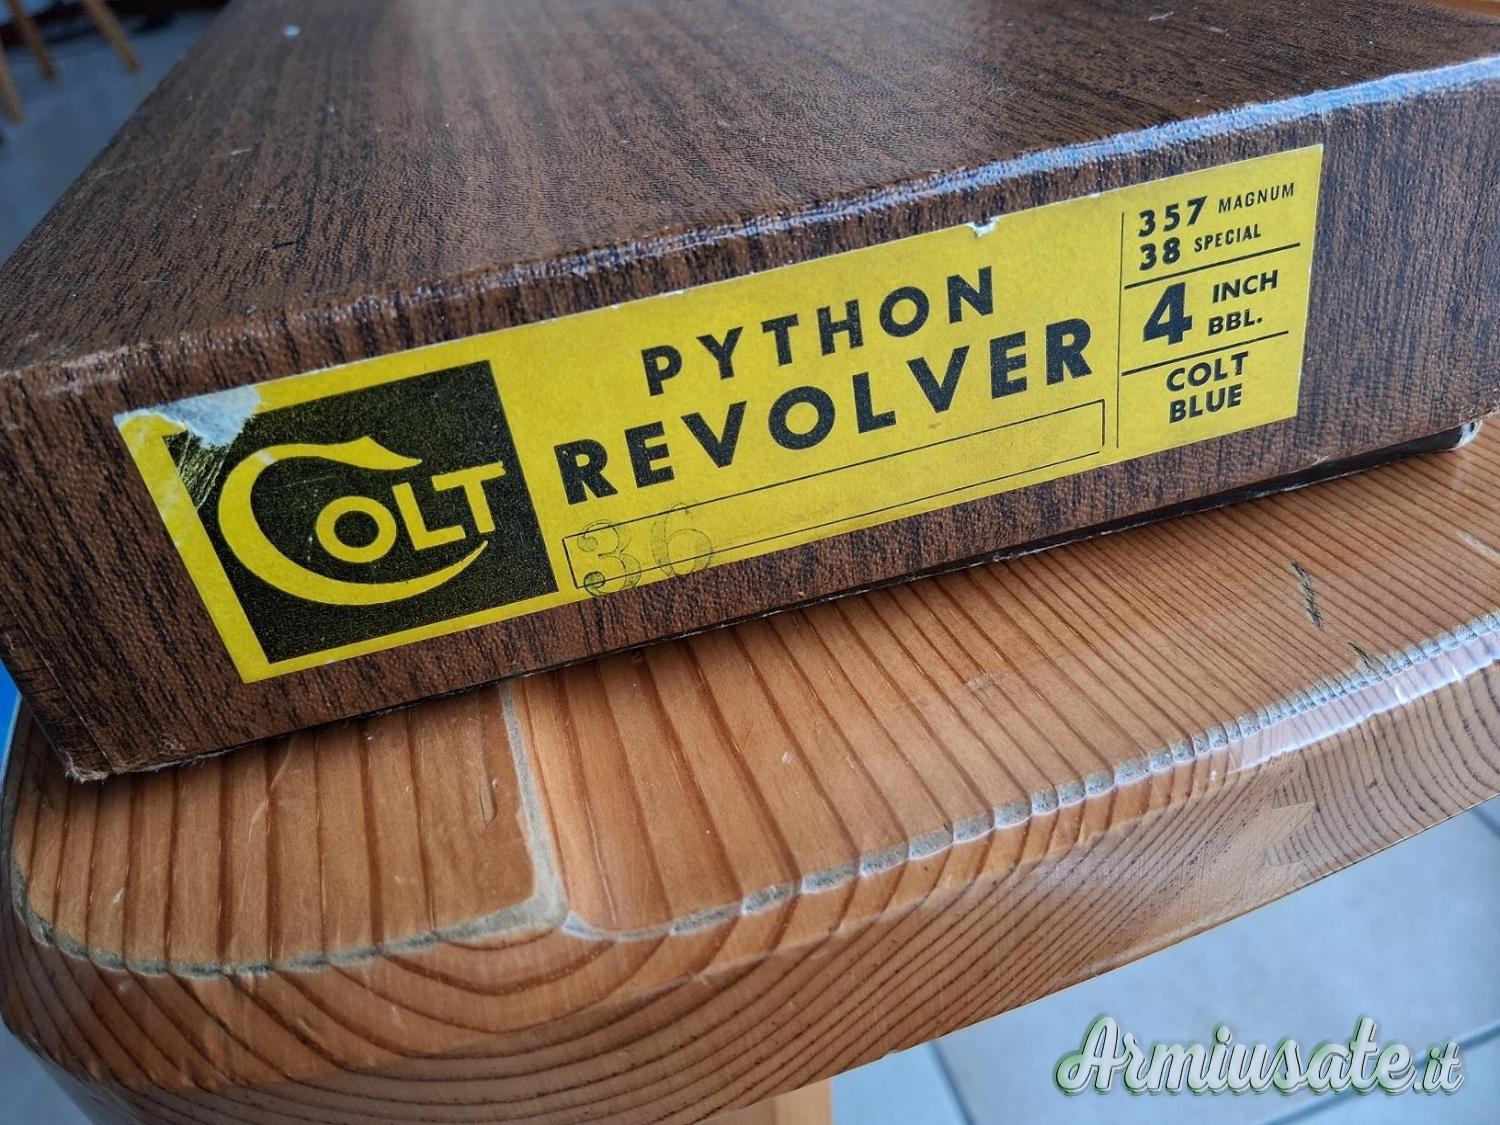 COLT
PYTHON
REVOLVER
36
357 MAGNUM
38 SPECIAL
4 INCH
BBL.
COLT
BLUE
Armiusate.it